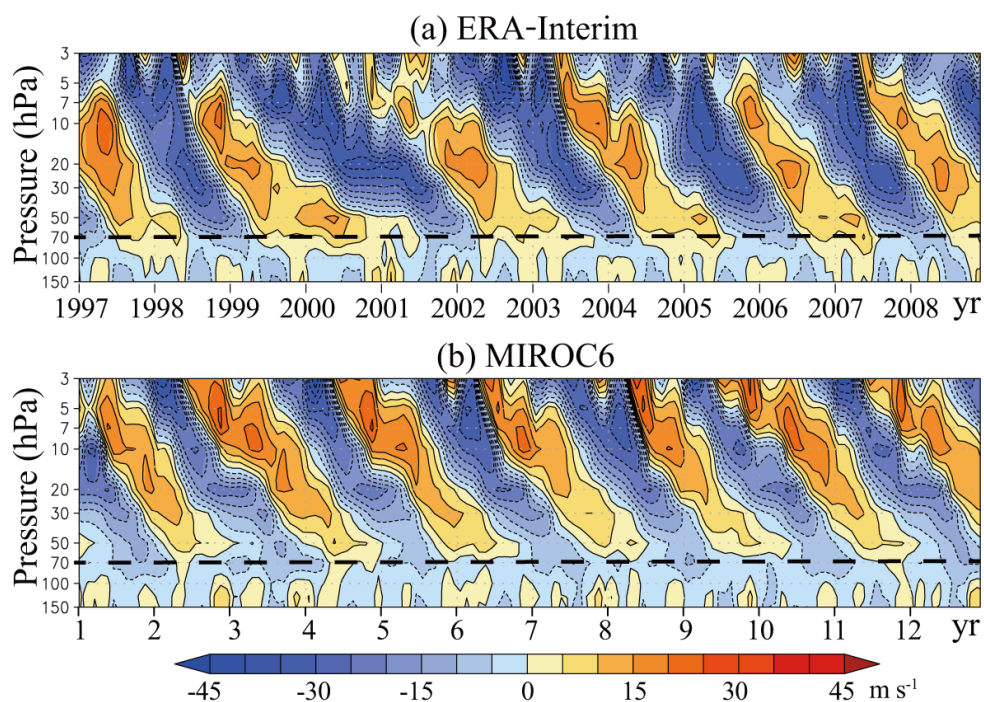 (a) ERA-Interim
Pressure (hPa)
3
5
7
10
20
30
50
70
100
150
1997 1998 1999 2000 2001 2002 2003 2004 2005 2006 2007 2008 yr
(b) MIROC6
Pressure (hPa)
3
5
10
20
30
50
70
100
150
1 2 3 4 5 6 7 8 9 10 11 12 yr
-45 -30 -15 0 15 30 45 m s⁻¹